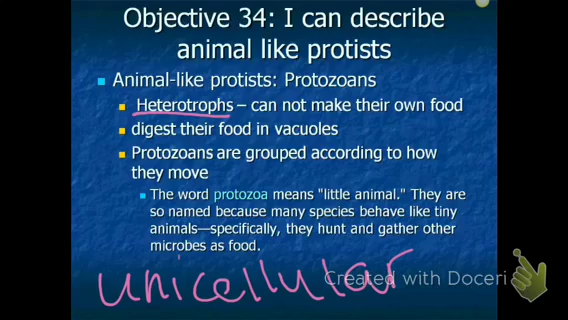 Objective 34: I can describe
animal like protists
Animal-like protists: Protozoans
Heterotrophs – can not make their own food
digest their food in vacuoles
Protozoans are grouped according to how
they move
The word protozoa means "little animal." They are
so named because many species behave like tiny
animals—specifically, they hunt and gather other
microbes as food.
unicellular
Created with Doceri